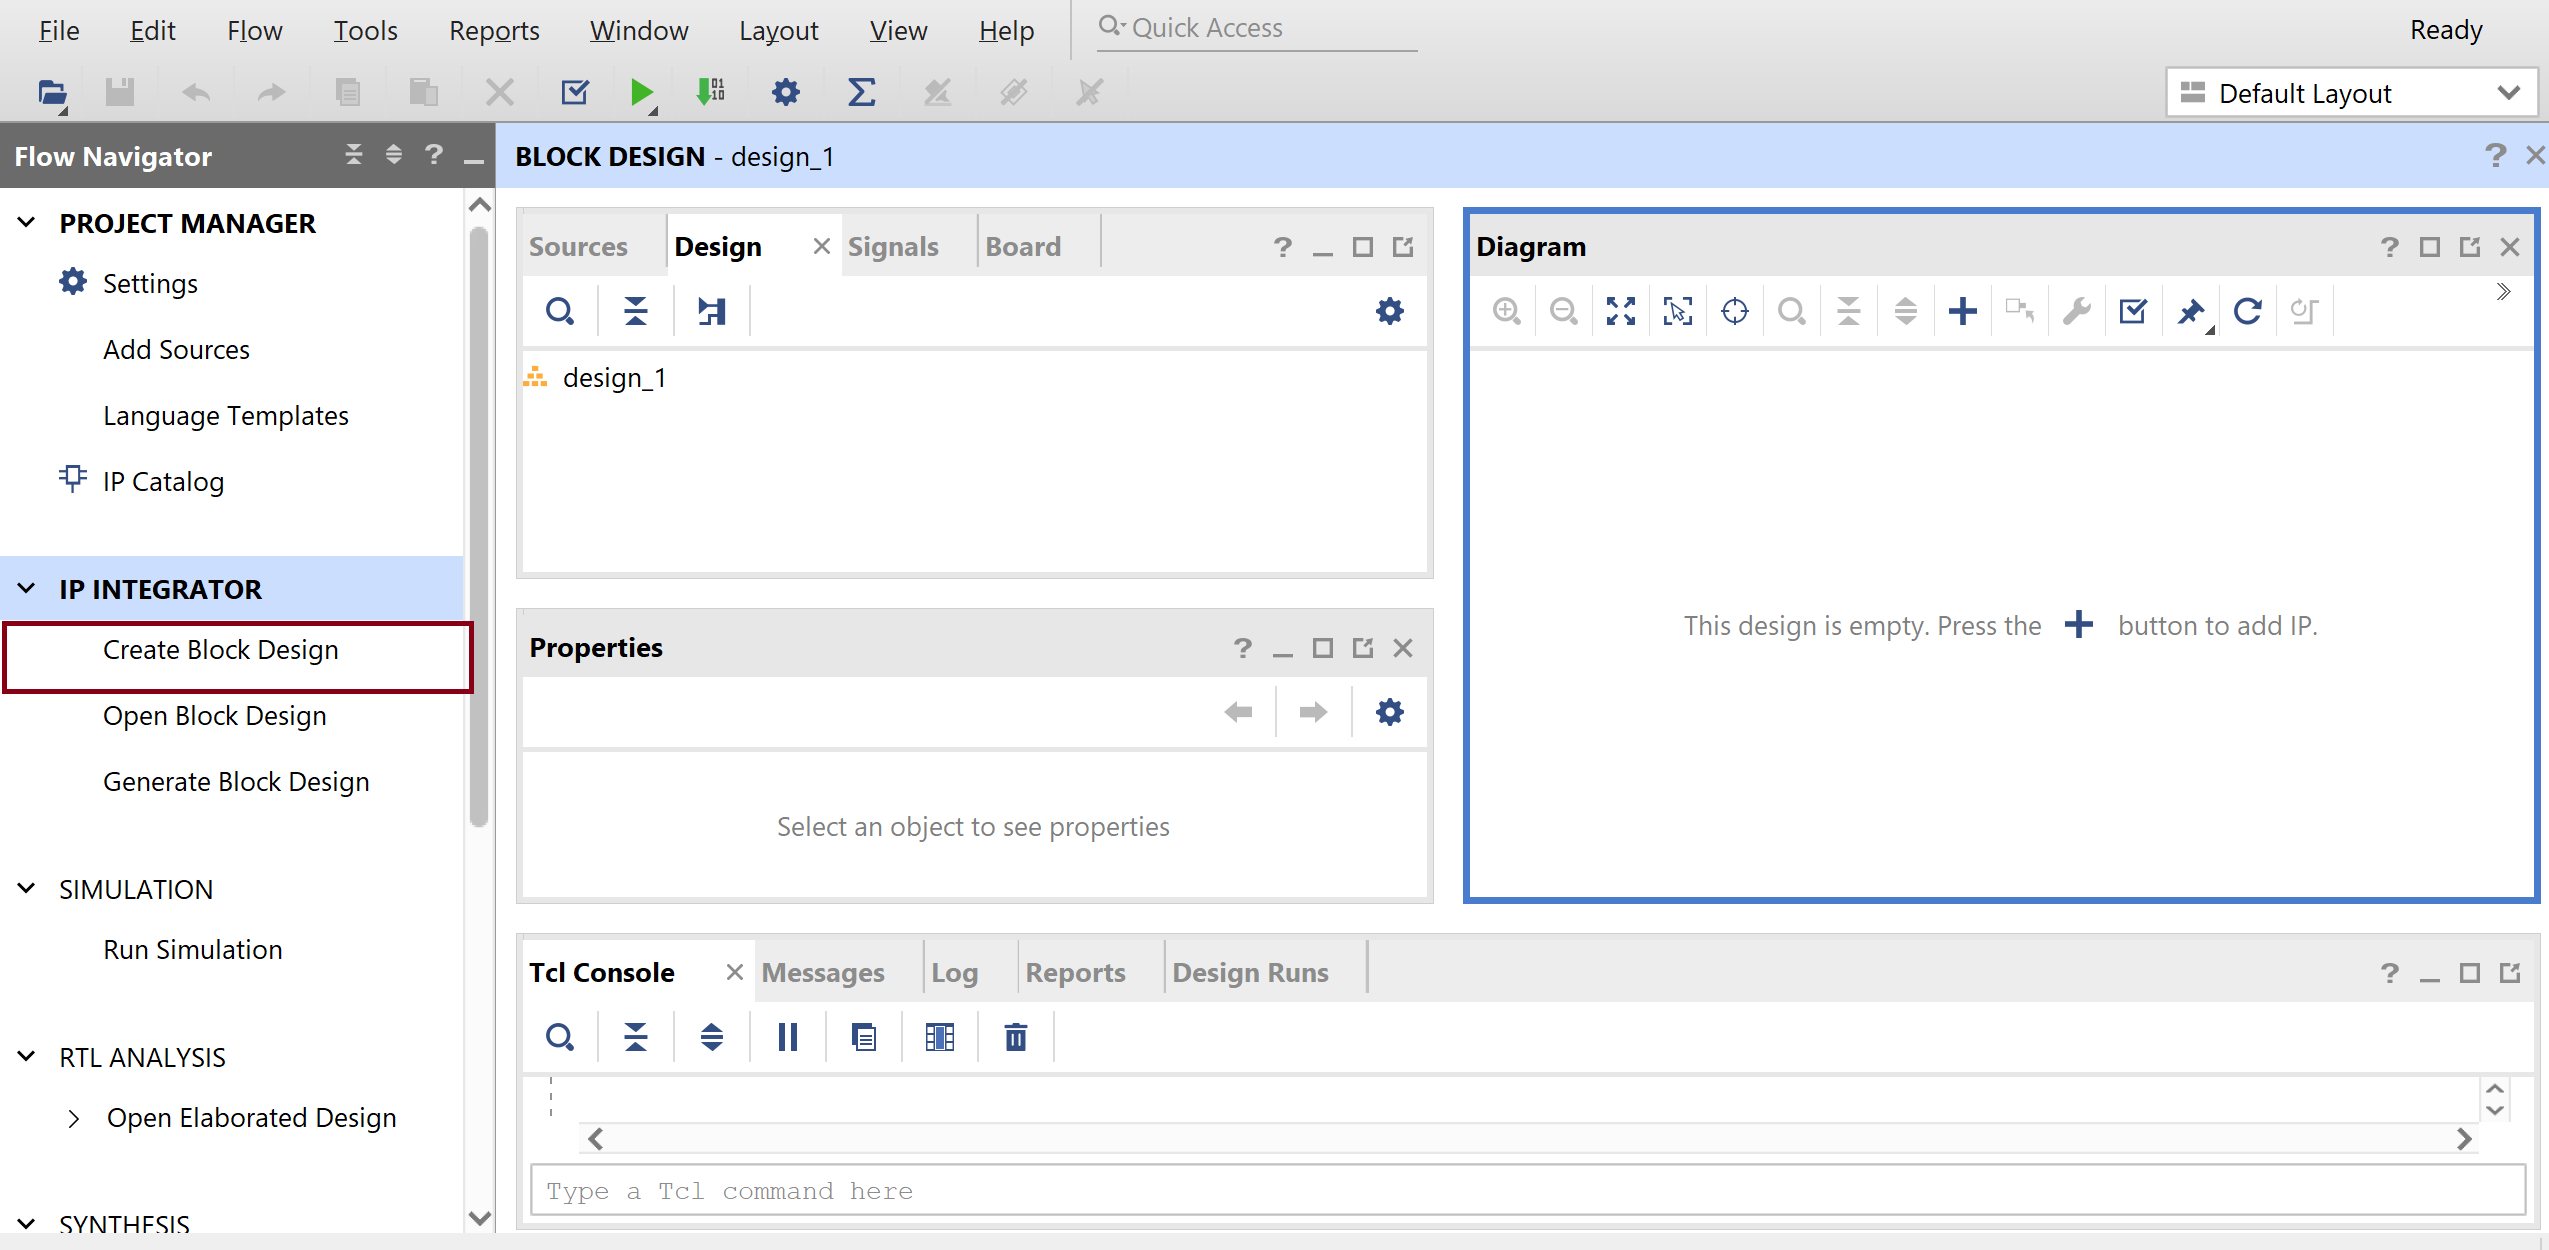 File Edit Flow Tools Reports Window Layout View Help Quick Access Ready
Default Layout
Flow Navigator
BLOCK DESIGN - design_1
PROJECT MANAGER
Settings
Add Sources
Language Templates
IP Catalog
IP INTEGRATOR
Create Block Design
Open Block Design
Generate Block Design
SIMULATION
Run Simulation
RTL ANALYSIS
Open Elaborated Design
SYNTHESIS
Sources Design Signals Board
design_1
Properties
Select an object to see properties
Diagram
This design is empty. Press the + button to add IP.
Tcl Console Messages Log Reports Design Runs
Type a Tcl command here